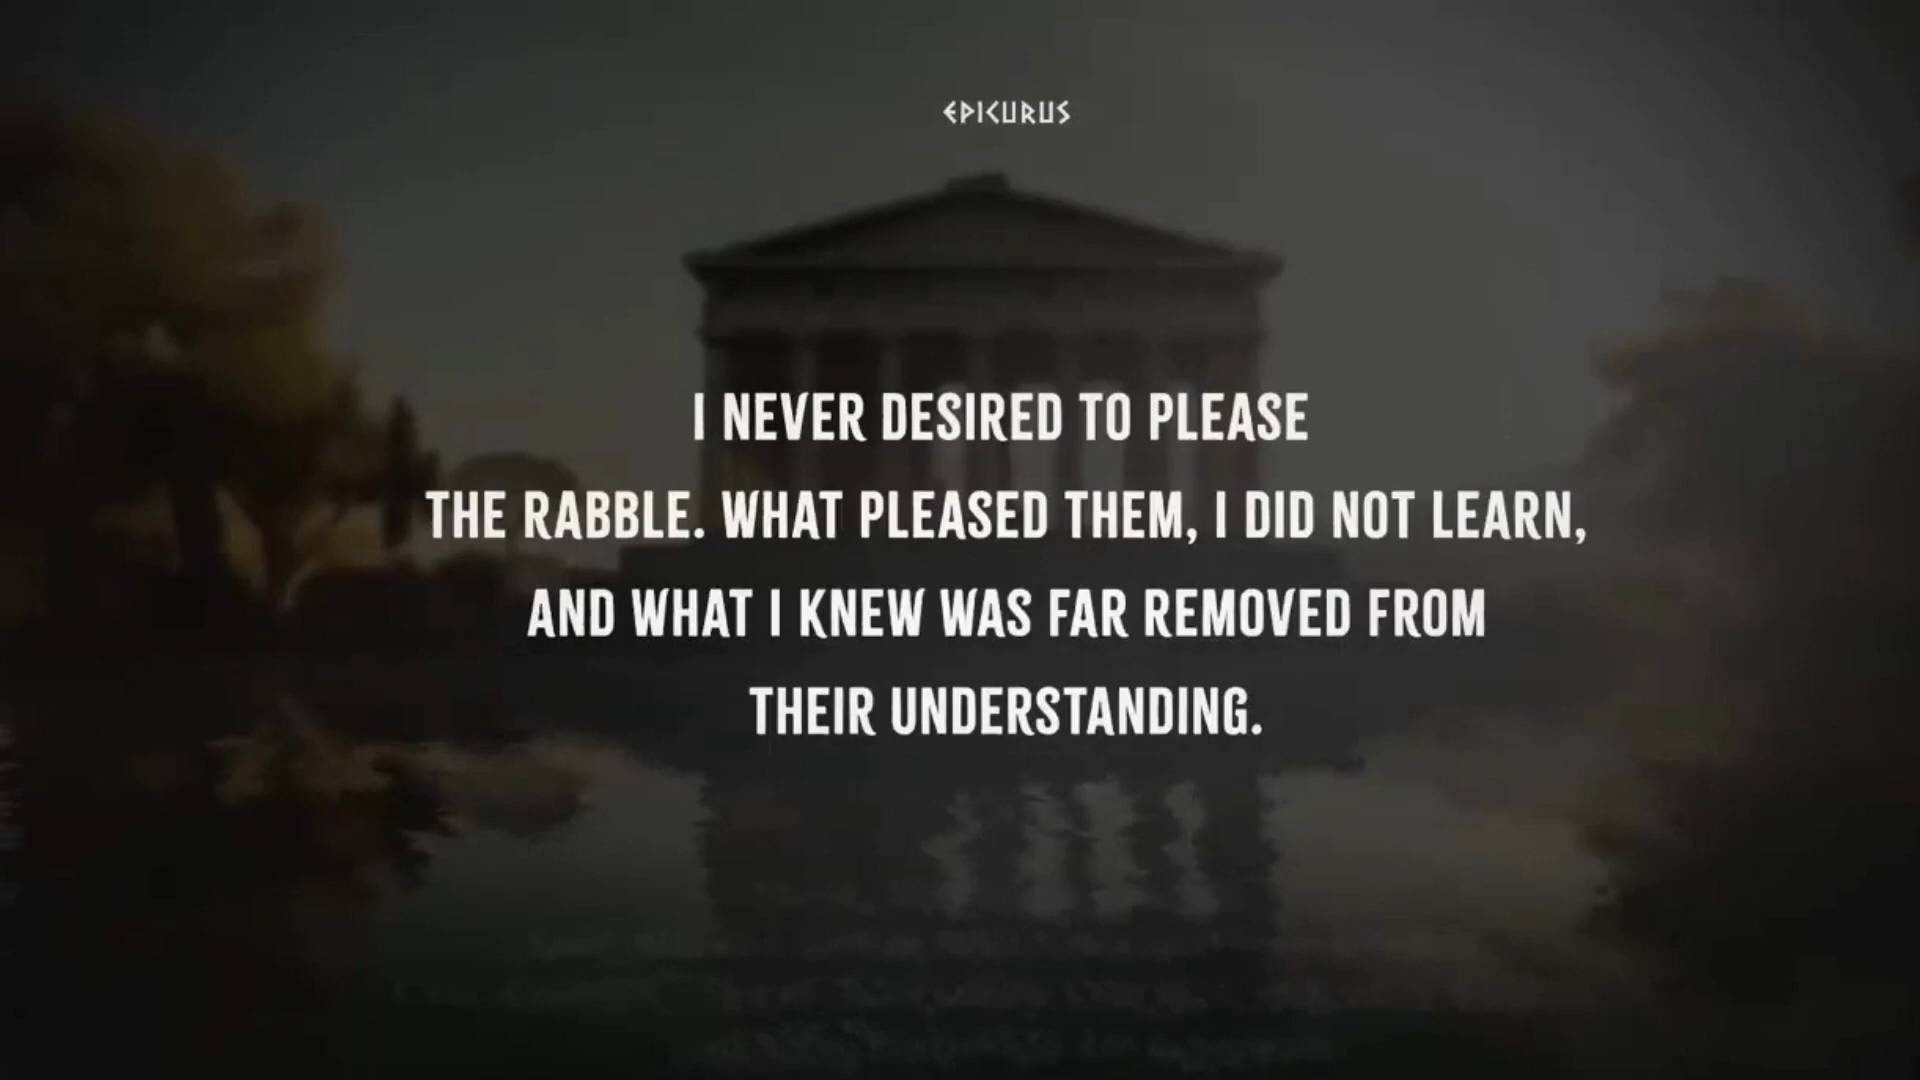 EPICURUS
I NEVER DESIRED TO PLEASE
THE RABBLE. WHAT PLEASED THEM, I DID NOT LEARN,
AND WHAT I KNEW WAS FAR REMOVED FROM
THEIR UNDERSTANDING.